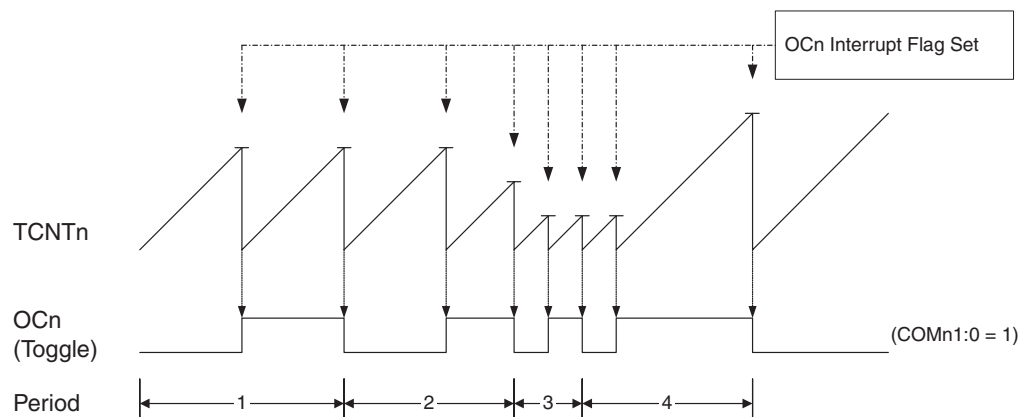 OCn Interrupt Flag Set
TCNTn
OCn
(Toggle)
(COMn1:0 = 1)
Period
1
2
3
4